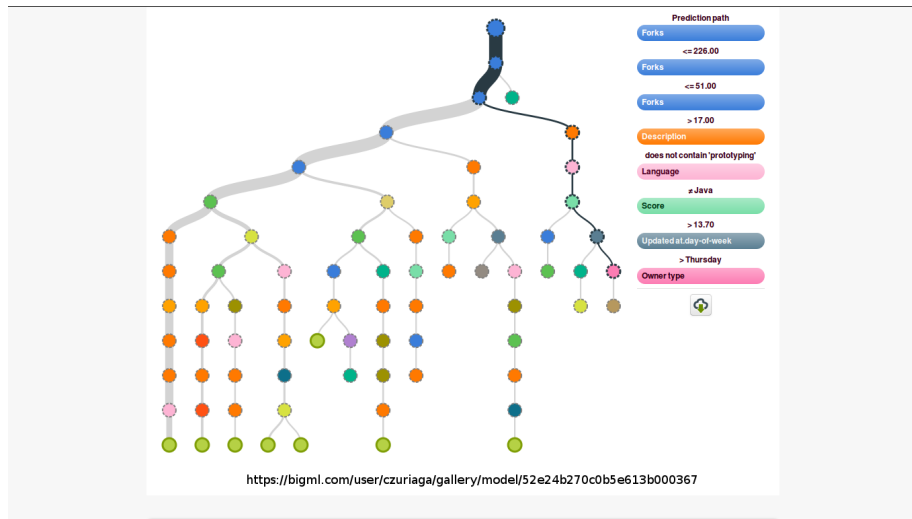 Prediction path
Forks
<= 226.00
Forks
<= 51.00
Forks
> 17.00
Description
does not contain 'prototyping'
Language
≠ Java
Score
> 13.70
Updated at.day-of-week
> Thursday
Owner type
https://bigml.com/user/czuriaga/gallery/model/52e24b270c0b5e613b000367